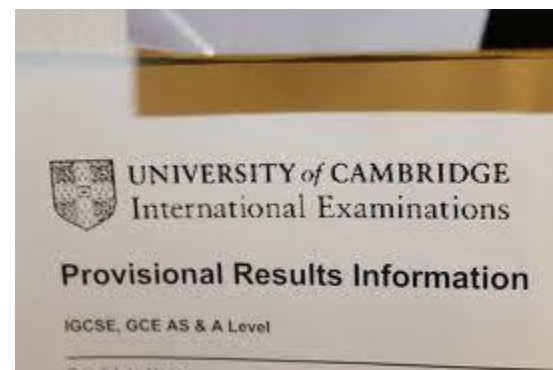 UNIVERSITY of CAMBRIDGE
International Examinations
Provisional Results Information
IGCSE, GCE AS & A Level